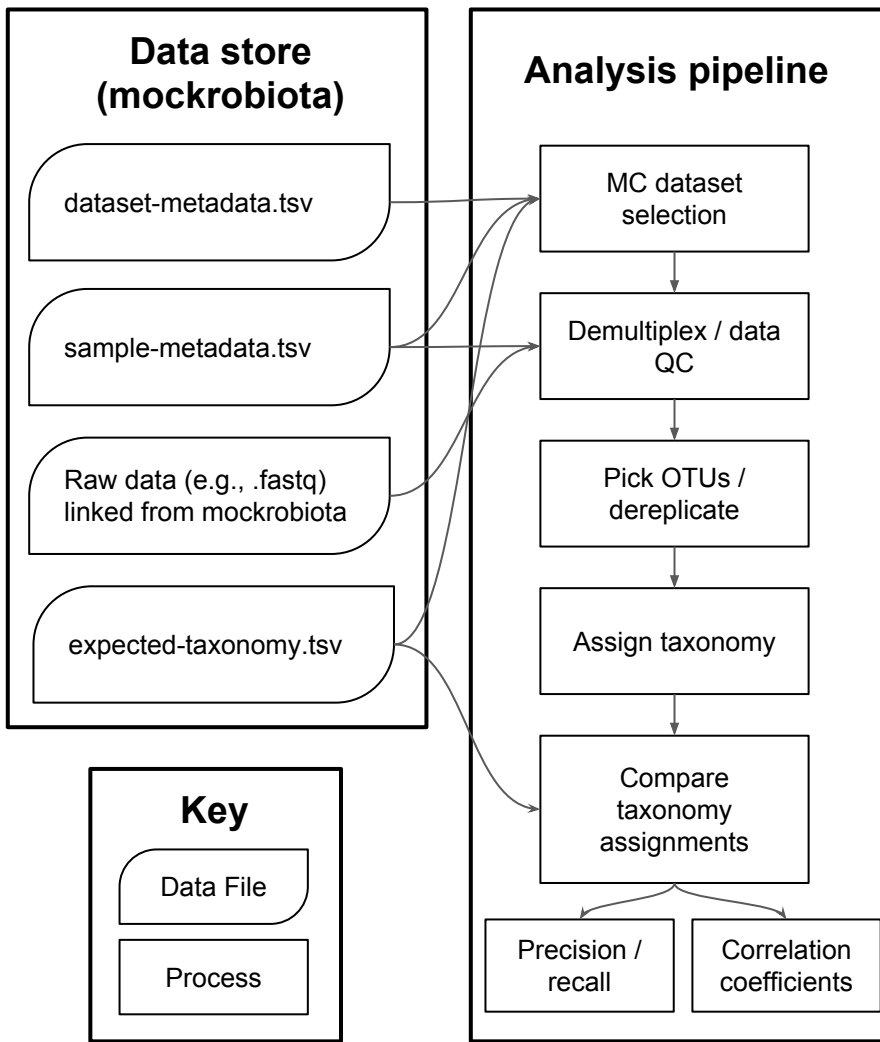 Data store
(mockrobiota)
dataset-metadata.tsv
sample-metadata.tsv
Raw data (e.g., .fastq)
linked from mockrobiota
expected-taxonomy.tsv
Key
Data File
Process
Analysis pipeline
MC dataset
selection
Demultiplex / data
QC
Pick OTUs /
dereplicate
Assign taxonomy
Compare
taxonomy
assignments
Precision /
recall
Correlation
coefficients